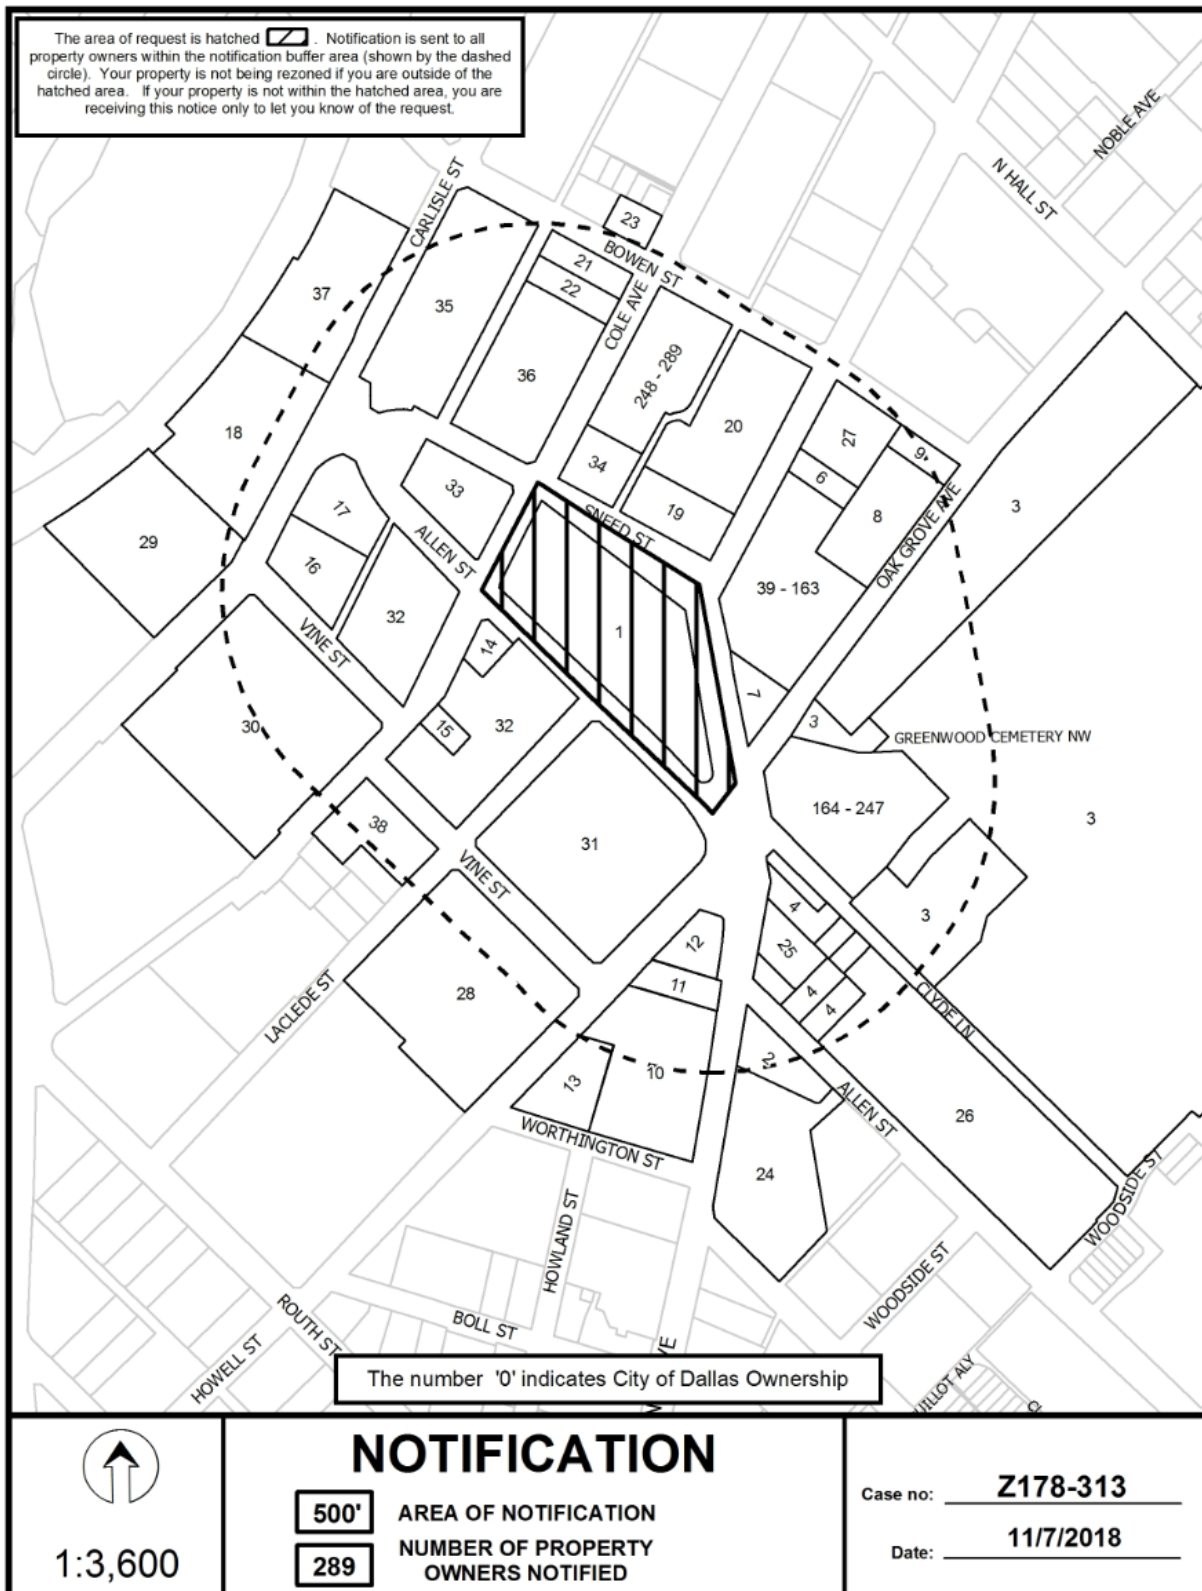 The area of request is hatched . Notification is sent to all
property owners within the notification buffer area (shown by the dashed
circle). Your property is not being rezoned if you are outside of the
hatched area. If your property is not within the hatched area, you are
receiving this notice only to let you know of the request.
NOBLE AVE
N HALL ST
CARLISLE ST
23
BOWEN ST
21
22
37
35
COLE AVE
36
248 - 289
20
27
9
18
34
6
33
17
19
8
3
SNEED ST
OAK GROVE AVE
29
ALLEN ST
16
39 - 163
32
1
VINE ST
14
7
30
15
32
3
GREENWOOD CEMETERY NW
164 - 247
3
38
31
VINE ST
4
3
12
25
11
28
4
4
CLYDE LN
LACLEDE ST
2
13
10
ALLEN ST
26
WORTHINGTON ST
24
WOODSIDE ST
HOWLAND ST
WOODSIDE ST
ROUTH ST
BOLL ST
HOWELL ST
VE
UILLOT ALY
The number '0' indicates City of Dallas Ownership
NOTIFICATION
500' AREA OF NOTIFICATION
289 NUMBER OF PROPERTY
OWNERS NOTIFIED
1:3,600
Case no: Z178-313
Date: 11/7/2018